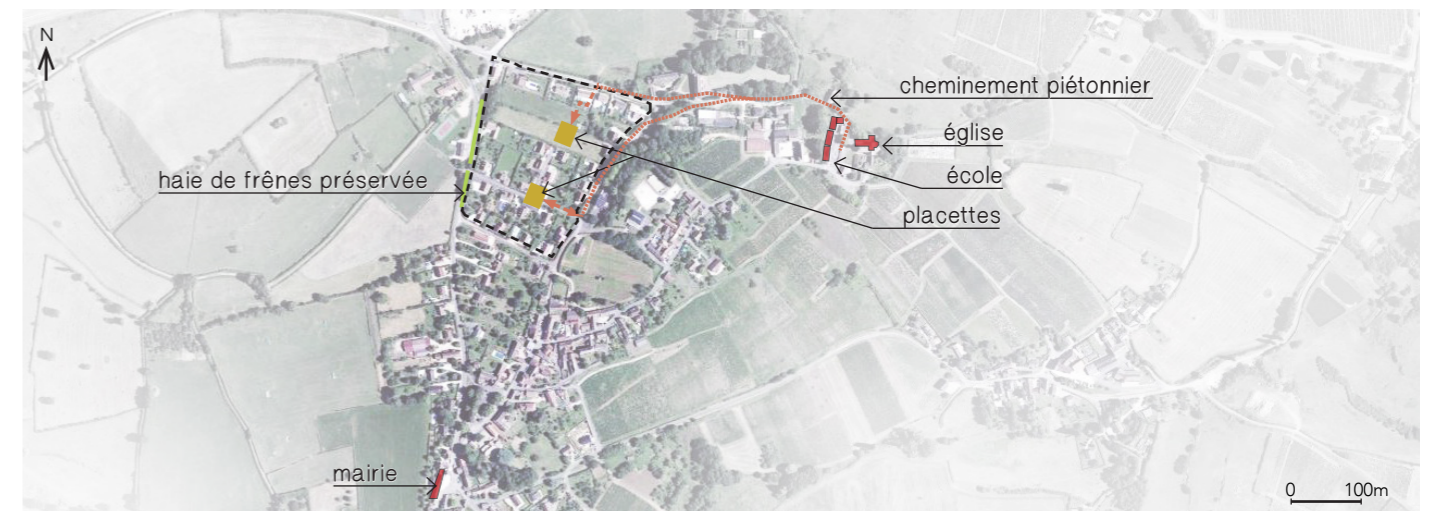 N
cheminement piétonnier
église
haie de frênes préservée
école
placettes
mairie
0 100m